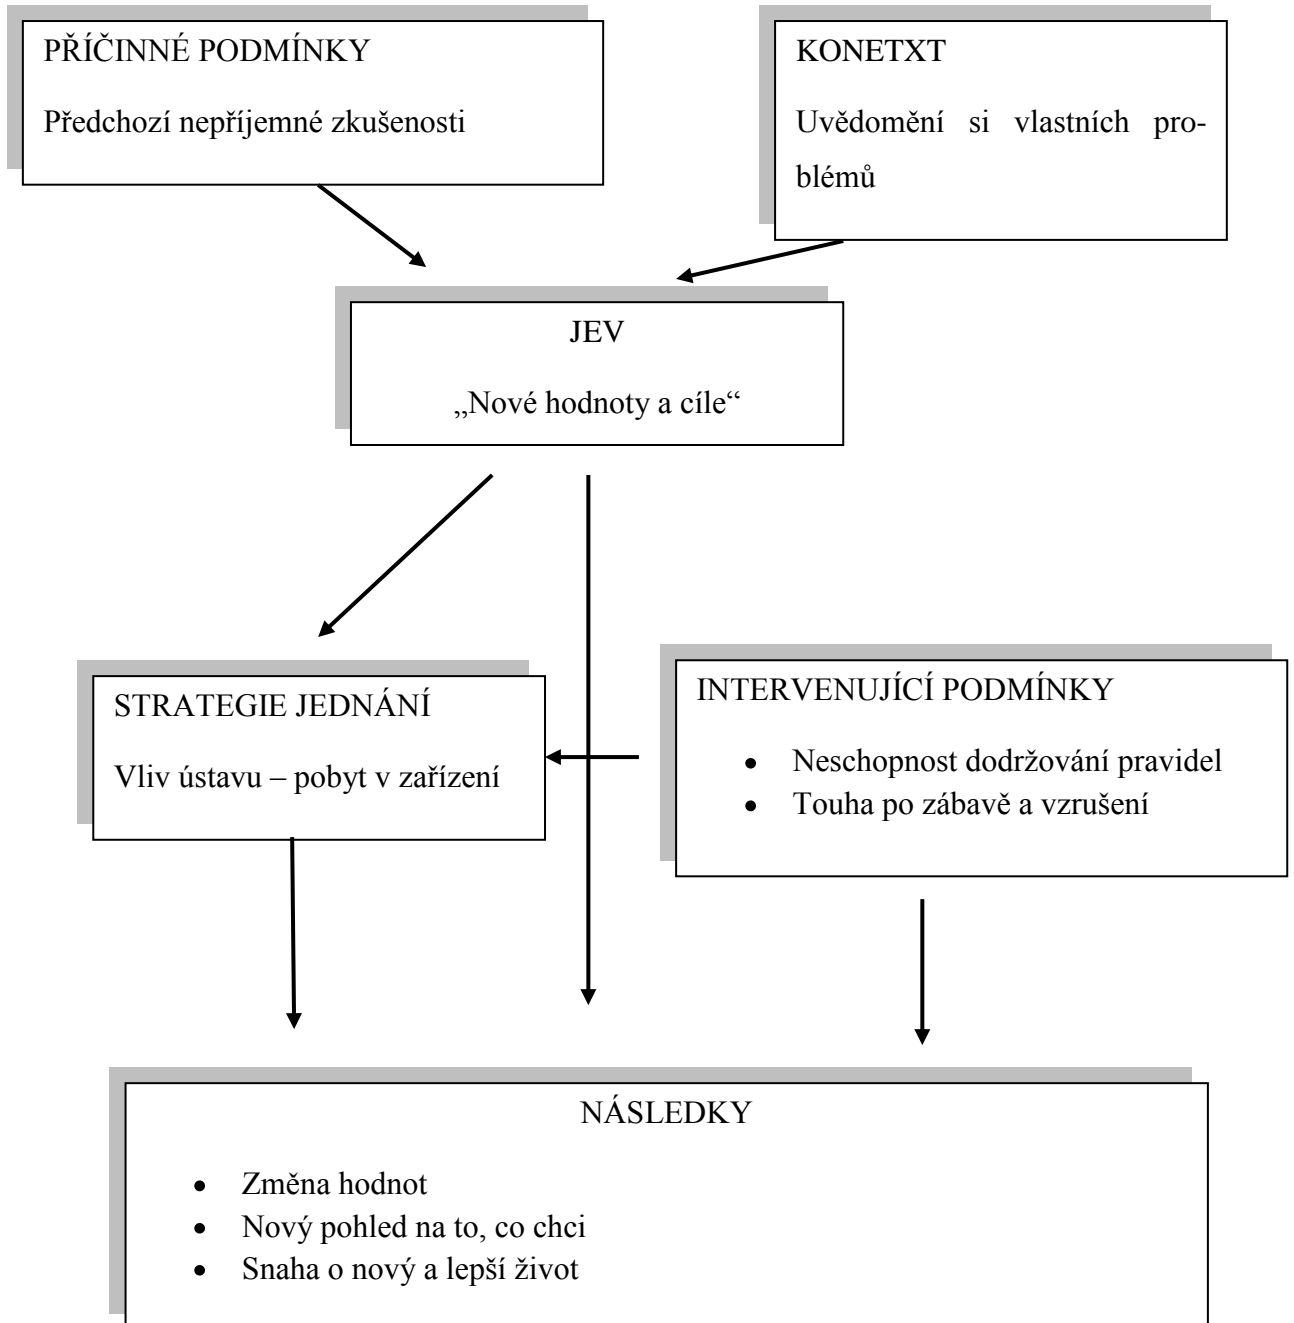 PŘÍČINNÉ PODMÍNKY
Předchozí nepříjemné zkušenosti
KONETXT
Uvědomění si vlastních pro-
blémů
JEV
„Nové hodnoty a cíle“
STRATEGIE JEDNÁNÍ
Vliv ústavu – pobyt v zařízení
INTERVENUJÍCÍ PODMÍNKY
• Neschopnost dodržování pravidel
• Touha po zábavě a vzrušení
NÁSLEDKY
• Změna hodnot
• Nový pohled na to, co chci
• Snaha o nový a lepší život